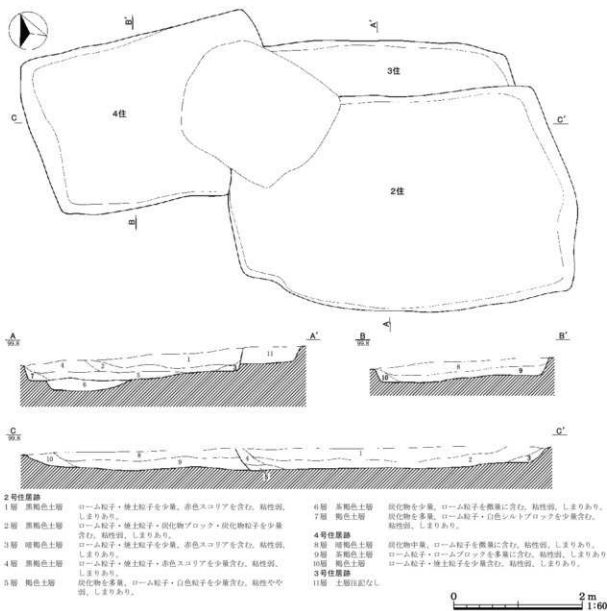 B'
A'
3住
4住
C
C'
2住
B
A
A
99.8
A'
B
99.8
B'
11
4
2
1
7
5
6
8
9
10
C
99.8
C'
8
10
9
4
1
3
5
2号住居跡
1層 黒褐色土層 ローム粒子・焼土粒子を少量、赤色スコリアを含む。粘性弱、
しまりあり。
2層 黒褐色土層 ローム粒子・焼土粒子・炭化物ブロック・炭化物粒子を少量
含む。粘性弱、しまりあり。
3層 暗褐色土層 ローム粒子・焼土粒子を少量、赤色スコリアを含む。粘性弱、
しまりあり。
4層 黒褐色土層 ローム粒子・焼土粒子・赤色スコリアを少量含む。粘性弱、
しまりあり。
5層 褐色土層 炭化物を多量、ローム粒子・白色粒子を少量含む。粘性やや
弱、しまりあり。
6層 茶褐色土層 炭化物を少量、ローム粒子を微量に含む。粘性弱、しまりあり。
7層 褐色土層 炭化物を多量、ローム粒子・白色シルトブロックを少量含む。
粘性弱、しまりあり。
4号住居跡
8層 暗褐色土層 炭化物中量、ローム粒子を微量に含む。粘性弱、しまりあり。
9層 茶褐色土層 ローム粒子・ロームブロックを多量に含む。粘性弱、しまりあり
10層 褐色土層 ローム粒子・焼土粒子を少量含む。粘性弱、しまりあり。
3号住居跡
11層 土層注記なし
0 2 m
1:60